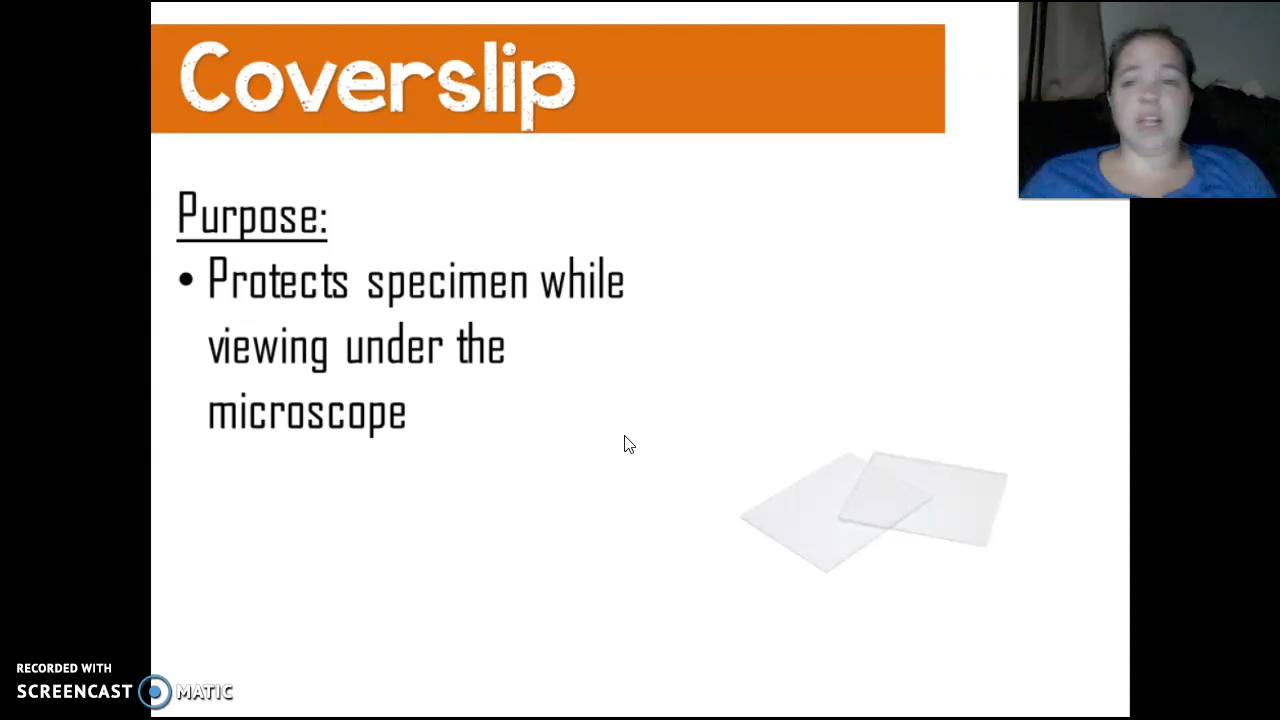 Coverslip
Purpose:
• Protects specimen while
viewing under the
microscope
RECORDED WITH
SCREENCAST MATIC